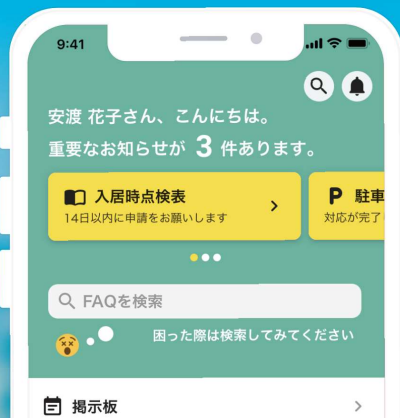 9:41
安渡 花子さん、こんにちは。
重要なお知らせが 3 件あります。
入居時点検表
14日以内に申請をお願いします
P 駐車
対応が完了
FAQを検索
困った際は検索してみてください
掲示板